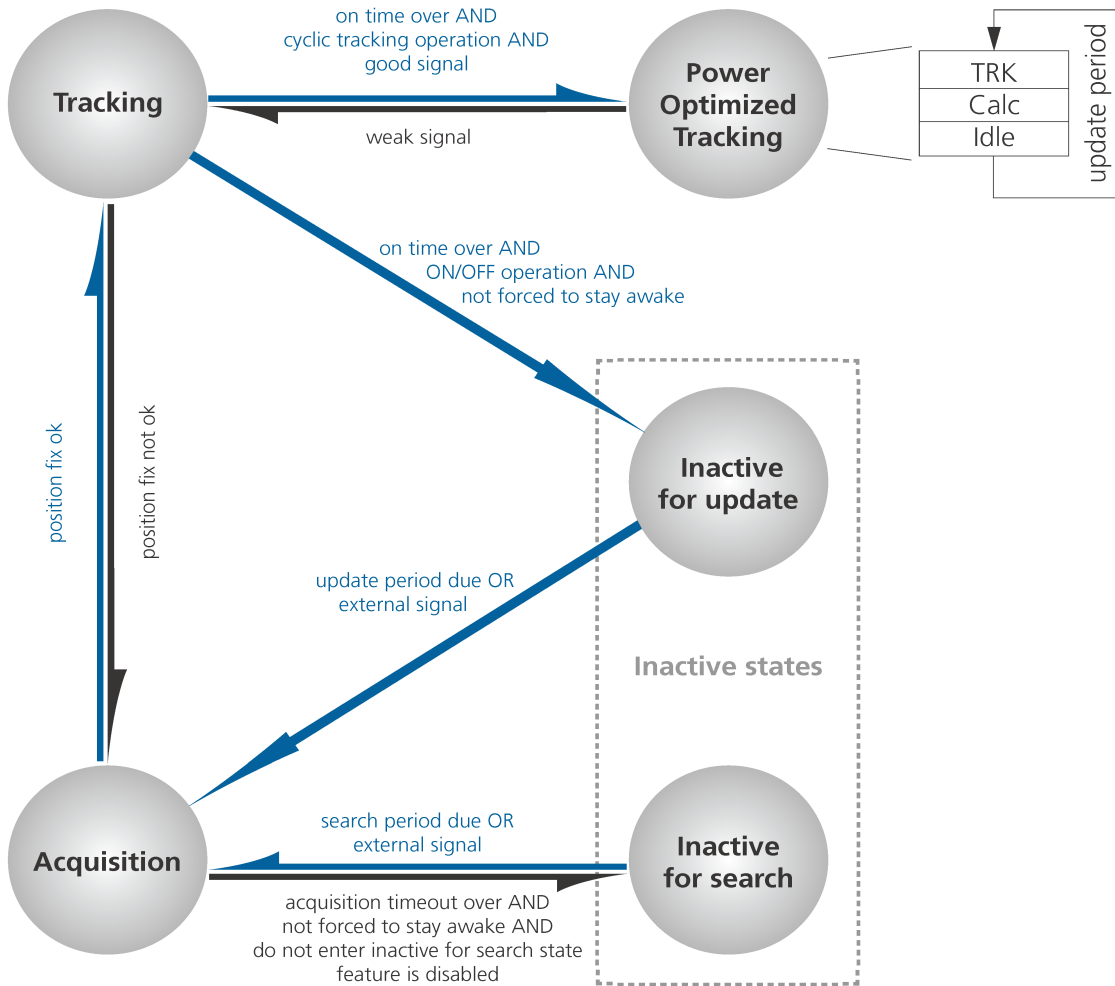 on time over AND
cyclic tracking operation AND
good signal
Tracking
Power
Optimized
Tracking
weak signal
TRK
Calc
Idle
update period
on time over AND
ON/OFF operation AND
not forced to stay awake
position fix ok
position fix not ok
Inactive
for update
update period due OR
external signal
Inactive states
search period due OR
external signal
Acquisition
Inactive
for search
acquisition timeout over AND
not forced to stay awake AND
do not enter inactive for search state
feature is disabled